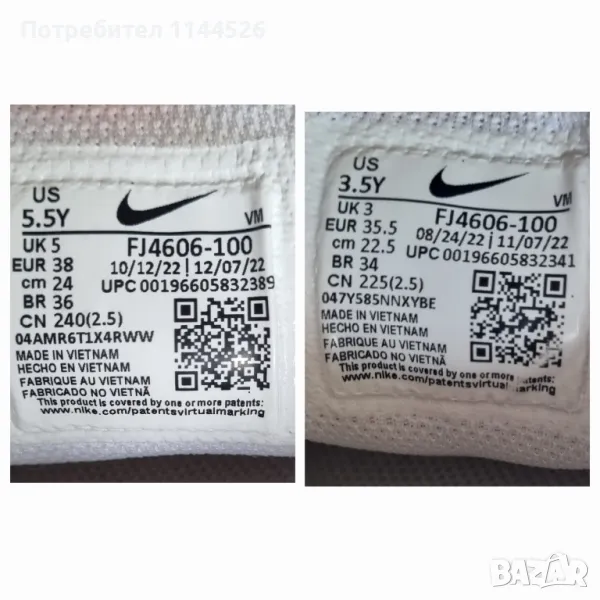 Потребител 1144526
US
5.5Y
VM
UK 5
FJ4606-100
EUR 38
10/12/22 | 12/07/22
cm 24
UPC 00196605832389
BR 36
CN 240(2.5)
04AMR6T1X4RWW
MADE IN VIETNAM
HECHO EN VIETNAM
FABRIQUE AU VIETNAM
FABRICADO NO VIETNAM
This product is covered by one or more patents:
www.nike.com/patentsvirtualmarking
US
3.5Y
VM
UK 3
FJ4606-100
EUR 35.5
08/24/22 | 11/07/22
cm 22.5
UPC 00196605832341
BR 34
CN 225(2.5)
047Y585NNXYBE
MADE IN VIETNAM
HECHO EN VIETNAM
FABRIQUE AU VIETNAM
FABRICADO NO VIETNAM
This product is covered by one or more patents:
www.nike.com/patentsvirtualmarking
BAZAR